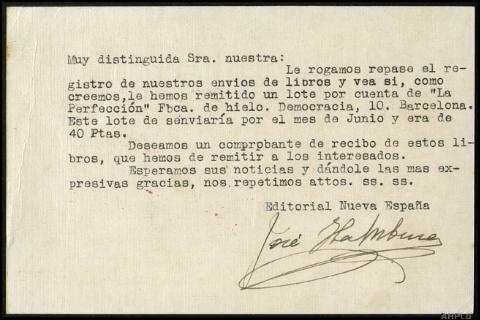 Muy distinguida Sra. nuestra:
Le rogamos repase el re-
gistro de nuestros envios de libros y vea si, como
creemos,le hemos remitido un lote por cuenta de "La
Perfección" Fbca. de hielo. Democracia, 10. Barcelona.
Este lote de senviaría por el mes de Junio y era de
40 Ptas.
Deseamos un comprobante de recibo de estos li-
bros, que hemos de remitir a los interesados.
Esperamos sus noticias y dándole las mas ex-
presivas gracias, nos repetimos attos. ss. ss.
Editorial Nueva España
José
AHPCU